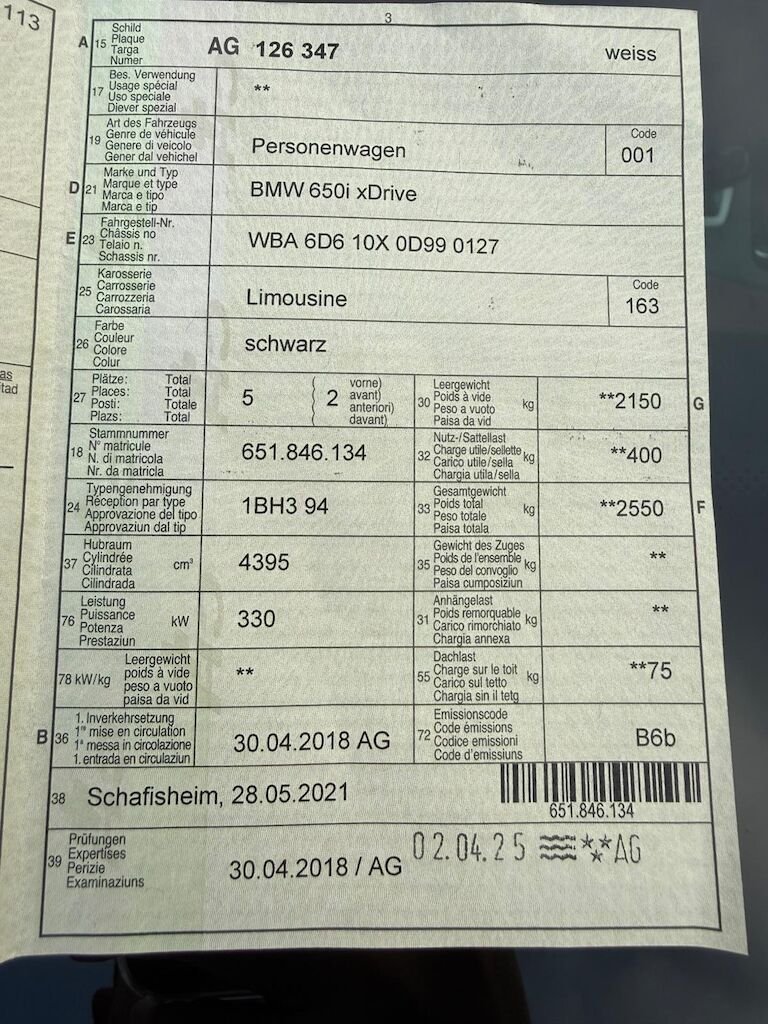 113
3
A 15 Schild
Plaque
Targa
Numer
AG 126 347 weiss
17 Bes. Verwendung
Usage spécial
Uso speciale
Diever spezial
**
19 Art des Fahrzeugs
Genre de véhicule
Genere di veicolo
Gener dal vehichel
Personenwagen
Code
001
D 21 Marke und Typ
Marque et type
Marca e tipo
Marca e tip
BMW 650i xDrive
E 23 Fahrgestell-Nr.
Châssis no
Telaio n.
Schassis nr.
WBA 6D6 10X 0D99 0127
25 Karosserie
Carrosserie
Carrozzeria
Carossaria
Limousine
Code
163
26 Farbe
Couleur
Colore
Colur
schwarz
as
tad
27 Plätze: Total
Places: Total
Posti: Totale
Plazs: Total
5 2
vorne)
avant)
anteriori)
davant)
30 Leergewicht
Poids à vide
Peso a vuoto
Paisa da vid
kg
**2150
G
18 Stammnummer
N° matricule
N. di matricola
Nr. da matricla
651.846.134
32 Nutz-/Sattellast
Charge utile/sellette
Carico utile/sella
Chargia utila/sella
kg
**400
24 Typengenehmigung
Réception par type
Approvazione del tipo
Approvaziun dal tip
1BH3 94
33 Gesamtgewicht
Poids total
Peso totale
Paisa totala
kg
**2550
F
37 Hubraum
Cylindrée
Cilindrata
Cilindrada
cm³
4395
35 Gewicht des Zuges
Poids de l'ensemble
Peso del convoglio
Paisa cumposiziun
kg
**
76 Leistung
Puissance
Potenza
Prestaziun
kW
330
31 Anhängelast
Poids remorquable
Carico rimorchiato
Chargia annexa
kg
**
78 kW/kg Leergewicht
poids à vide
peso a vuoto
paisa da vid
**
55 Dachlast
Charge sur le toit
Carico sul tetto
Chargia sin il tetg
kg
**75
B 36 1. Inverkehrsetzung
1re mise en circulation
1a messa in circolazione
1. entrada en circulaziun
30.04.2018 AG
72 Emissionscode
Code émissions
Codice emissioni
Code d'emissiuns
B6b
38 Schafisheim, 28.05.2021
651.846.134
39 Prüfungen
Expertises
Perizie
Examinaziuns
30.04.2018 / AG
02.04.25 *** AG